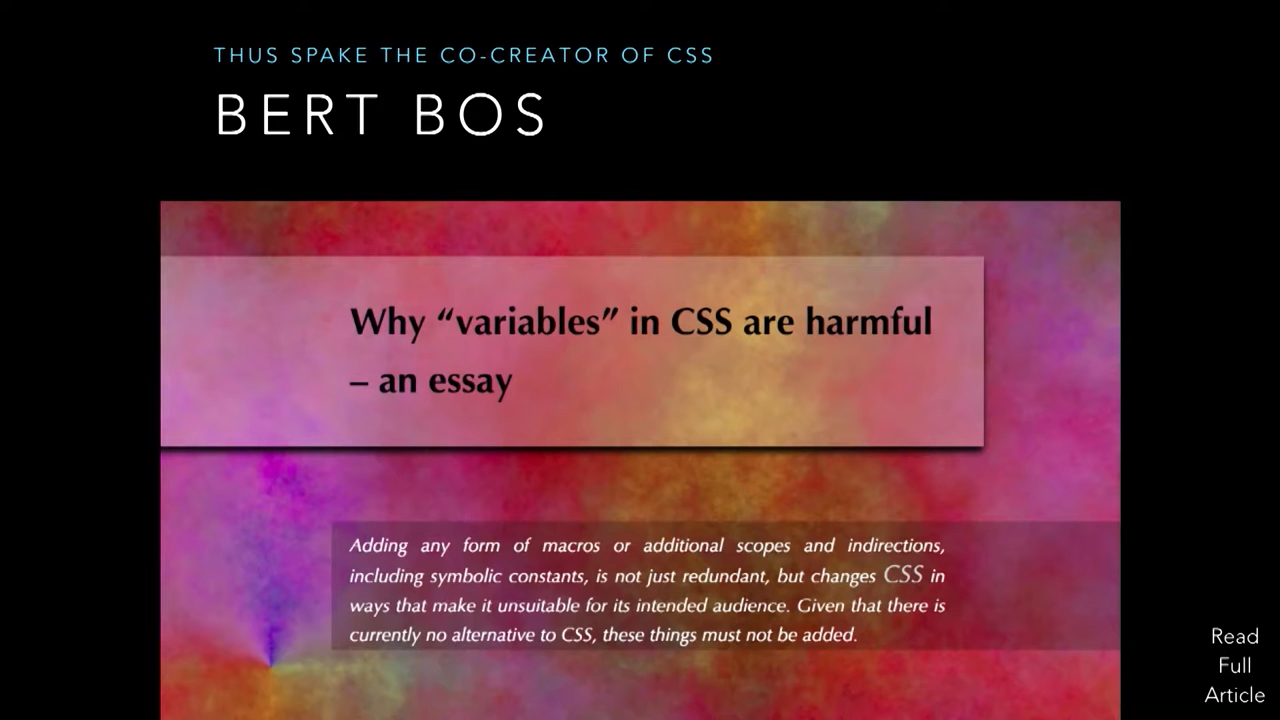 THUS SPAKE THE CO-CREATOR OF CSS
BERT BOS
Why “variables” in CSS are harmful
– an essay
Adding any form of macros or additional scopes and indirections,
including symbolic constants, is not just redundant, but changes CSS in
ways that make it unsuitable for its intended audience. Given that there is
currently no alternative to CSS, these things must not be added.
Read
Full
Article